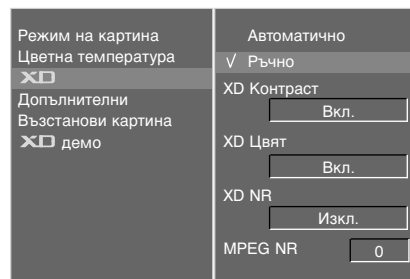 Режим на картина
Цветна температура
XD
Допълнителни
Възстанови картина
XD демо
Автоматично
√ Ръчно
XD Контраст
Вкл.
XD Цвят
Вкл.
XD NR
Изкл.
MPEG NR 0